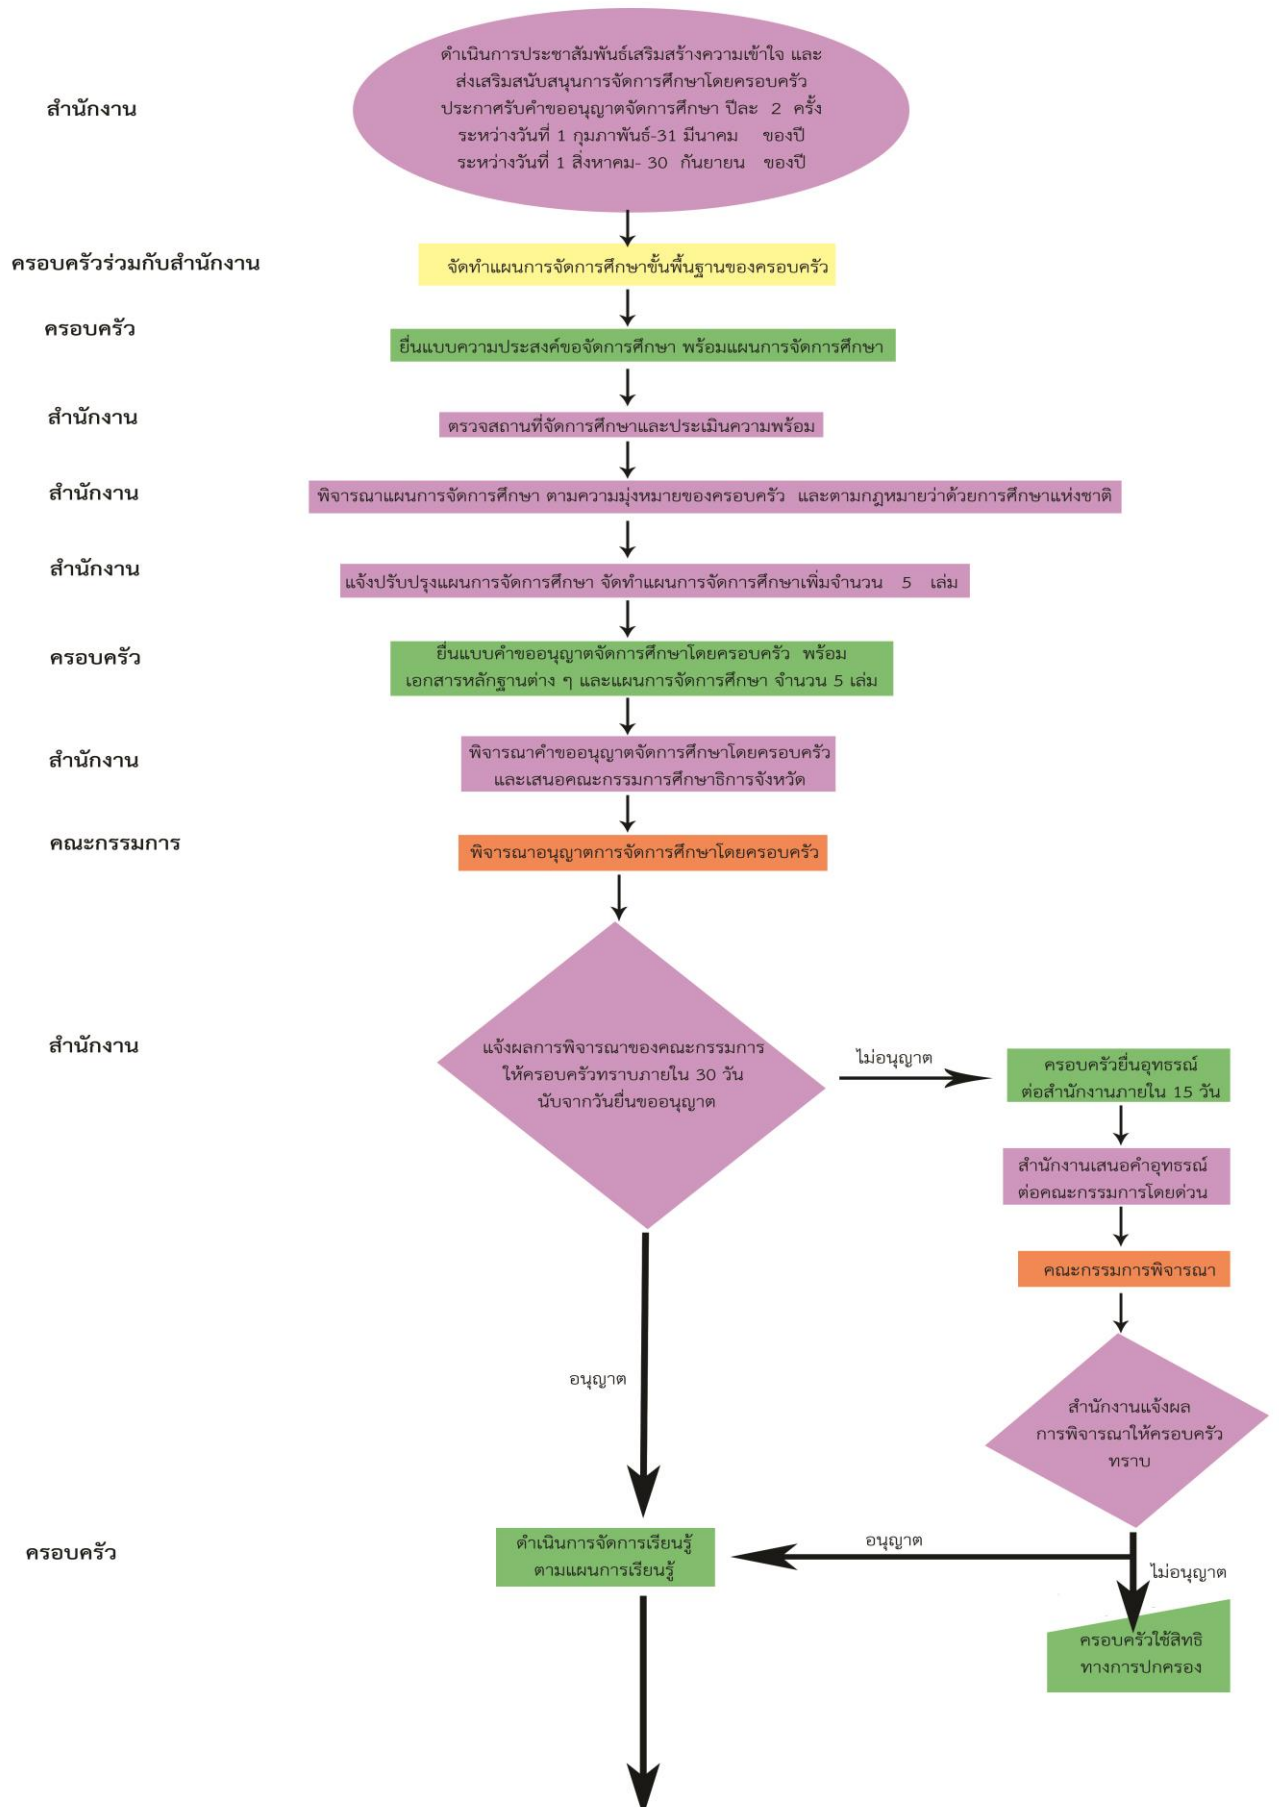 สำนักงาน
ดำเนินการประชาสัมพันธ์เสริมสร้างความเข้าใจ และ
ส่งเสริมสนับสนุนการจัดการศึกษาโดยครอบครัว
ประกาศรับคำขออนุญาตจัดการศึกษา ปีละ 2 ครั้ง
ระหว่างวันที่ 1 กุมภาพันธ์-31 มีนาคม ของปี
ระหว่างวันที่ 1 สิงหาคม- 30 กันยายน ของปี
ครอบครัวร่วมกับสำนักงาน
จัดทำแผนการจัดการศึกษาขั้นพื้นฐานของครอบครัว
ครอบครัว
ยื่นแบบความประสงค์ขอจัดการศึกษา พร้อมแผนการจัดการศึกษา
สำนักงาน
ตรวจสถานที่จัดการศึกษาและประเมินความพร้อม
สำนักงาน
พิจารณาแผนการจัดการศึกษา ตามความมุ่งหมายของครอบครัว และตามกฎหมายว่าด้วยการศึกษาแห่งชาติ
สำนักงาน
แจ้งปรับปรุงแผนการจัดการศึกษา จัดทำแผนการจัดการศึกษาเพิ่มจำนวน 5 เล่ม
ครอบครัว
ยื่นแบบคำขออนุญาตจัดการศึกษาโดยครอบครัว พร้อม
เอกสารหลักฐานต่าง ๆ และแผนการจัดการศึกษา จำนวน 5 เล่ม
สำนักงาน
พิจารณาคำขออนุญาตจัดการศึกษาโดยครอบครัว
และเสนอคณะกรรมการศึกษาธิการจังหวัด
คณะกรรมการ
พิจารณาอนุญาตการจัดการศึกษาโดยครอบครัว
สำนักงาน
แจ้งผลการพิจารณาของคณะกรรมการ
ให้ครอบครัวทราบภายใน 30 วัน
นับจากวันยื่นขออนุญาต
ไม่อนุญาต
ครอบครัวยื่นอุทธรณ์
ต่อสำนักงานภายใน 15 วัน
สำนักงานเสนอคำอุทธรณ์
ต่อคณะกรรมการโดยด่วน
คณะกรรมการพิจารณา
อนุญาต
สำนักงานแจ้งผล
การพิจารณาให้ครอบครัว
ทราบ
ครอบครัว
ดำเนินการจัดการเรียนรู้
ตามแผนการเรียนรู้
อนุญาต
ไม่อนุญาต
ครอบครัวใช้สิทธิ
ทางการปกครอง